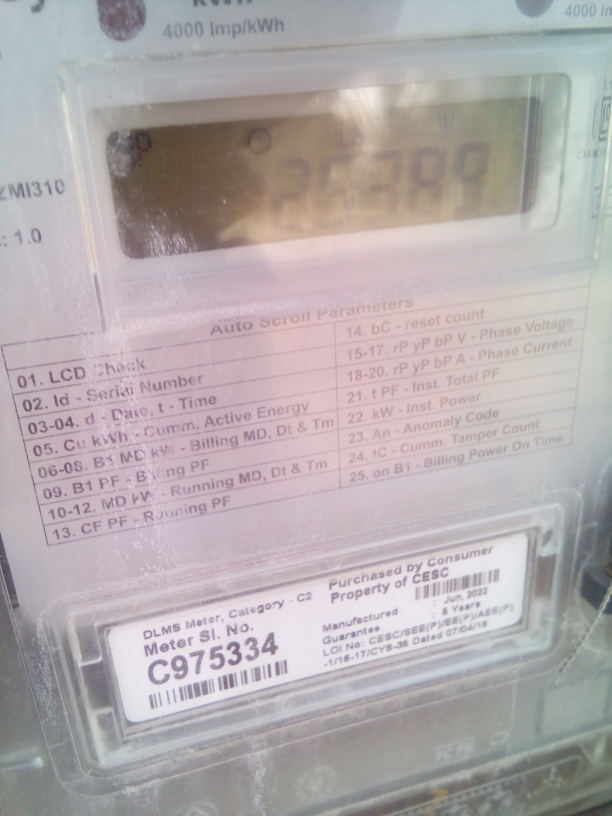 4000 Imp/kWh
4000 im
ZMI310
: 1.0
Auto Scroll Parameters
01. LCD Check
02. Id - Serial Number
03-04. d - Date, t - Time
05. Cu kWh - Cumm. Active Energy
06-08. B1 MD kW - Billing MD, Dt & Tm
09. B1 PF - Billing PF
10-12. MD kW - Running MD, Dt & Tm
13. CF PF - Running PF
14. bC - reset count
15-17. rP yP bP V - Phase Voltage
18-20. rP yP bP A - Phase Current
21. t PF - Inst. Total PF
22. kW - Inst. Power
23. An - Anomaly Code
24. tC - Cumm. Tamper Count
25. on B1 - Billing Power On Time
DLMS Meter, Category - C2
Meter Sl. No.
C975334
Purchased by Consumer
Property of CESC
Manufactured : Jun, 2022
Guarantee : 5 Years
LOI No: CESC/SEE(P)/EE(P)/AEE(P)
-1/16-17/CYS-35 Dated 07/04/16